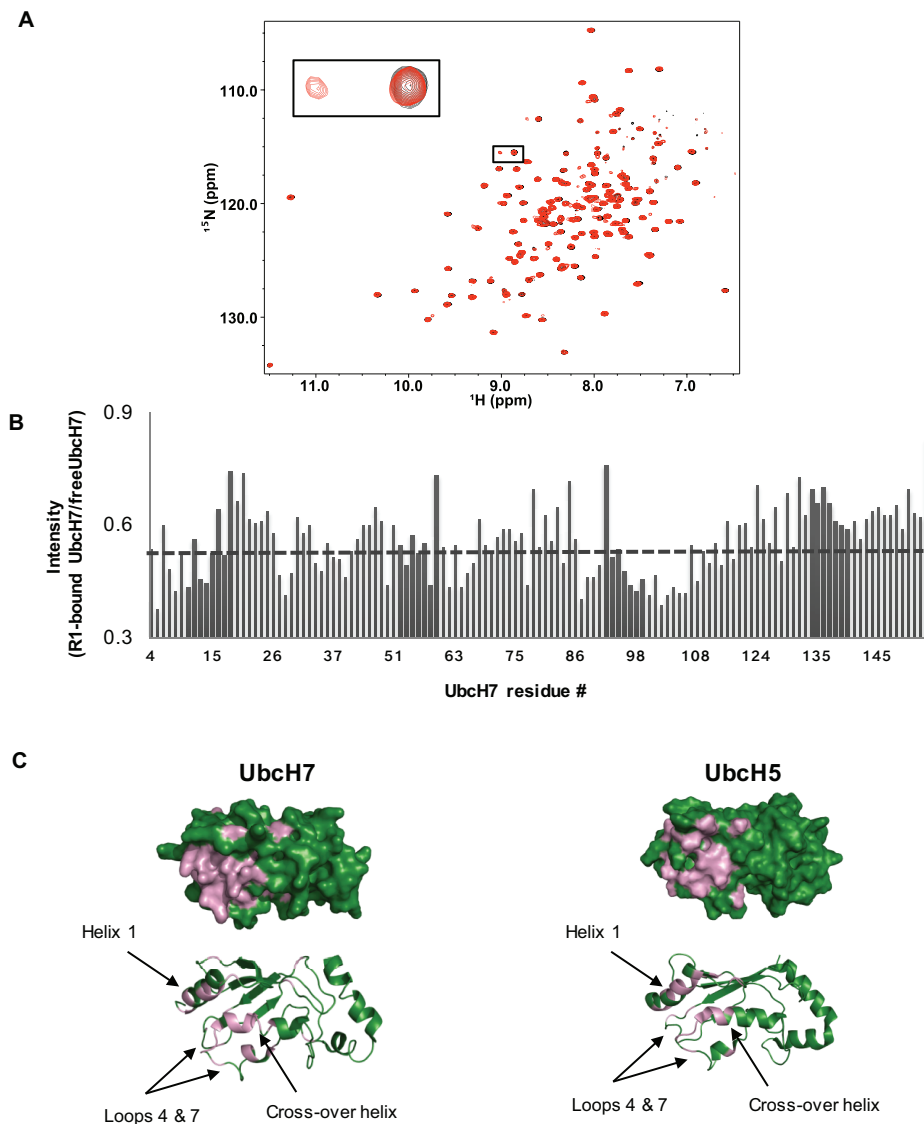 A
110.0
120.0
130.0
¹⁵N (ppm)
11.0 10.0 9.0 8.0 7.0
¹H (ppm)
B
0.9
0.6
0.3
Intensity
(R1-bound UbcH7/freeUbcH7)
4 15 26 37 51 63 75 86 98 108 124 135 145
UbcH7 residue #
C
UbcH7
UbcH5
Helix 1
Helix 1
Loops 4 & 7
Cross-over helix
Loops 4 & 7
Cross-over helix